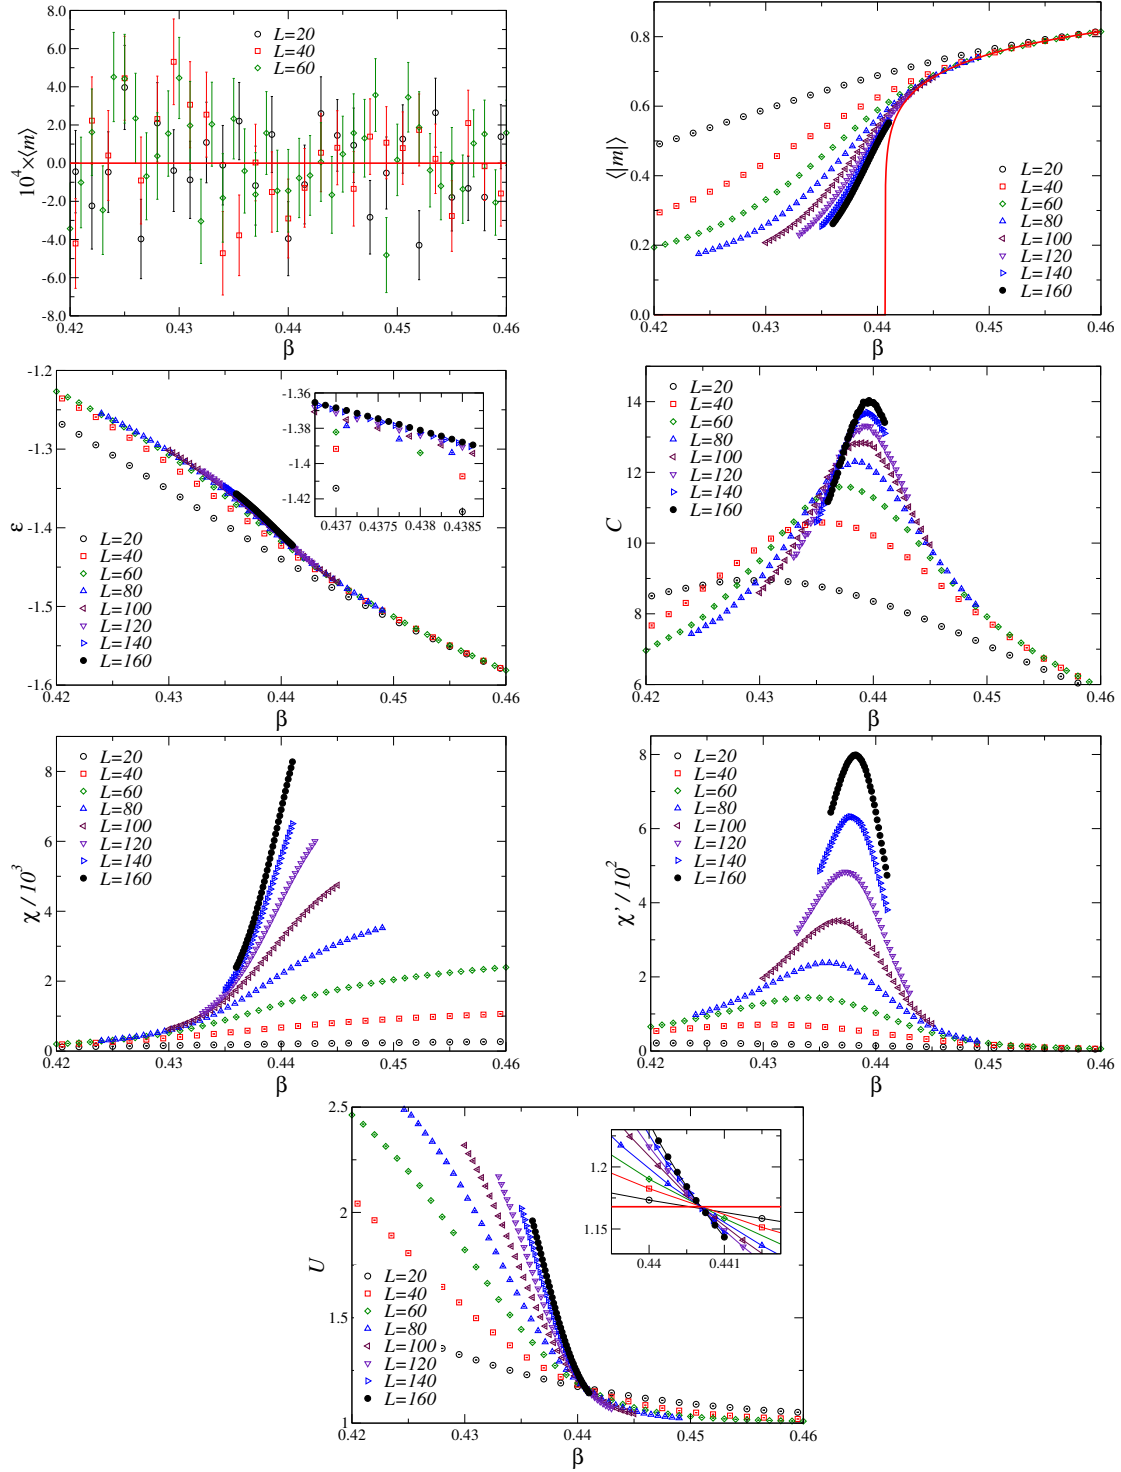 8.0
6.0
4.0
2.0
0.0
-2.0
-4.0
-6.0
-8.0
10⁴×⟨m⟩
L=20
L=40
L=60
0.42
0.43
0.44
0.45
0.46
β
0.8
0.6
0.4
0.2
0.0
⟨|m|⟩
L=20
L=40
L=60
L=80
L=100
L=120
L=140
L=160
0.42
0.43
0.44
0.45
0.46
β
-1.2
-1.3
-1.4
-1.5
-1.6
ε
L=20
L=40
L=60
L=80
L=100
L=120
L=140
L=160
-1.36
-1.38
-1.4
-1.42
0.437
0.4375
0.438
0.4385
0.42
0.43
0.44
0.45
0.46
β
14
12
10
8
6
C
L=20
L=40
L=60
L=80
L=100
L=120
L=140
L=160
0.42
0.43
0.44
0.45
0.46
β
8
6
4
2
0
χ / 10³
L=20
L=40
L=60
L=80
L=100
L=120
L=140
L=160
0.42
0.43
0.44
0.45
0.46
β
8
6
4
2
0
χ' / 10²
L=20
L=40
L=60
L=80
L=100
L=120
L=140
L=160
0.42
0.43
0.44
0.45
0.46
β
2.5
2
1.5
1
U
L=20
L=40
L=60
L=80
L=100
L=120
L=140
L=160
1.2
1.15
0.44
0.441
0.42
0.43
0.44
0.45
0.46
β